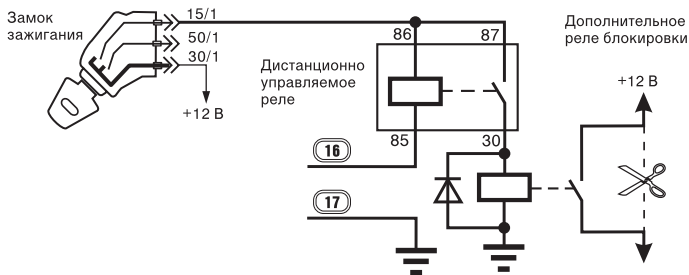 Замок
зажигания
15/1
50/1
30/1
+12 В
86
87
Дистанционно
управляемое
реле
85
30
16
17
Дополнительное
реле блокировки
+12 В